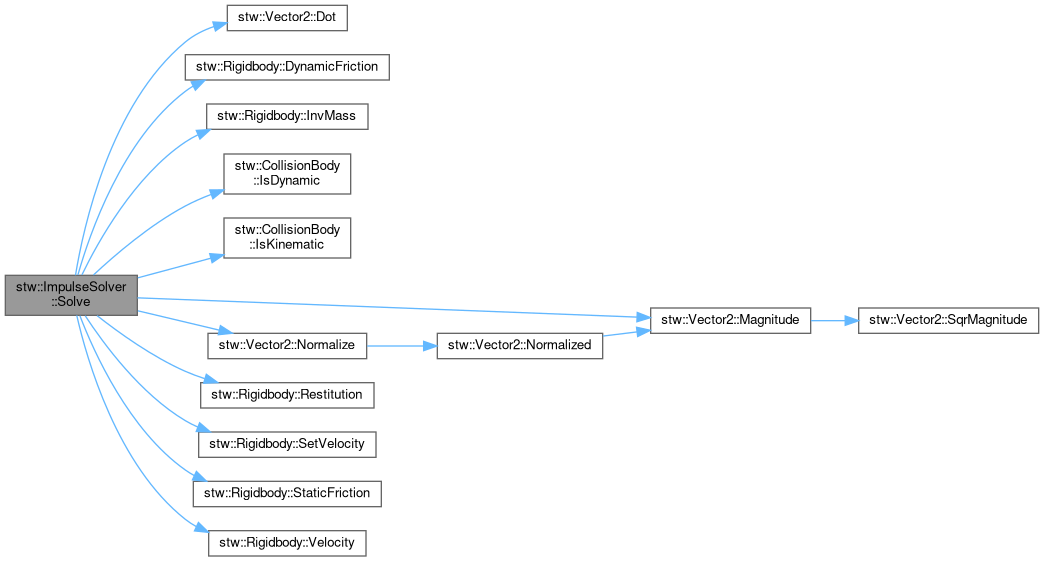 stw::Vector2::Dot
stw::Rigidbody::DynamicFriction
stw::Rigidbody::InvMass
stw::CollisionBody
::IsDynamic
stw::CollisionBody
::IsKinematic
stw::ImpulseSolver
::Solve
stw::Vector2::Magnitude
stw::Vector2::SqrMagnitude
stw::Vector2::Normalize
stw::Vector2::Normalized
stw::Rigidbody::Restitution
stw::Rigidbody::SetVelocity
stw::Rigidbody::StaticFriction
stw::Rigidbody::Velocity